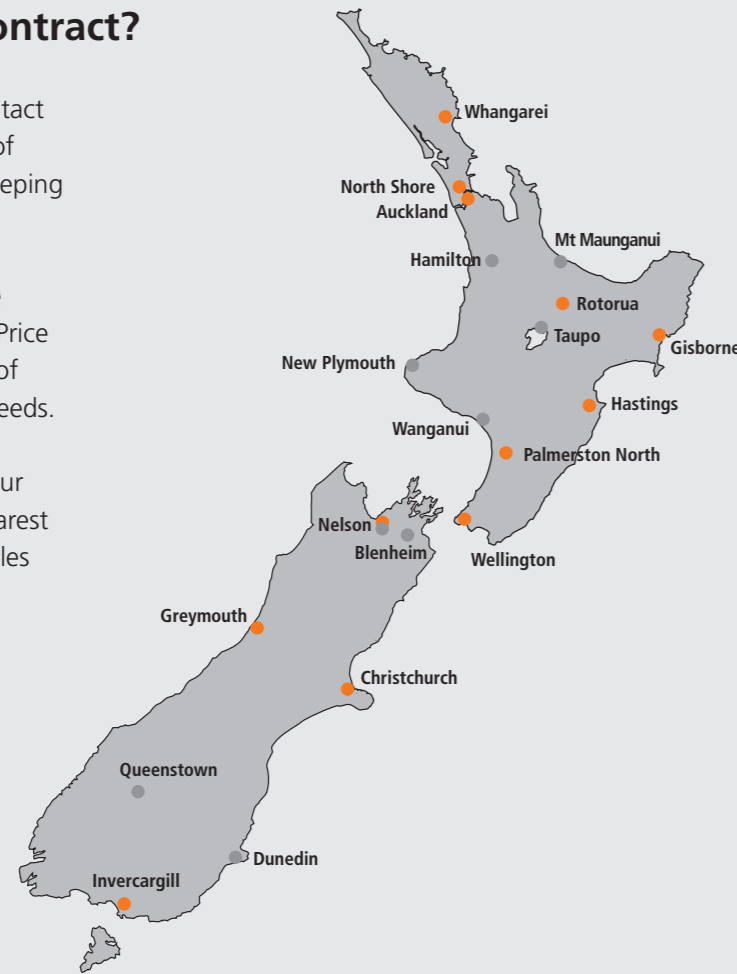 ontract?
tact
of
eeping
Price
of
eeds.
ur
arest
les
Whangarei
North Shore
Auckland
Mt Maunganui
Hamilton
Rotorua
Taupo
Gisborne
New Plymouth
Hastings
Wanganui
Palmerston North
Nelson
Blenheim
Wellington
Greymouth
Christchurch
Queenstown
Dunedin
Invercargill